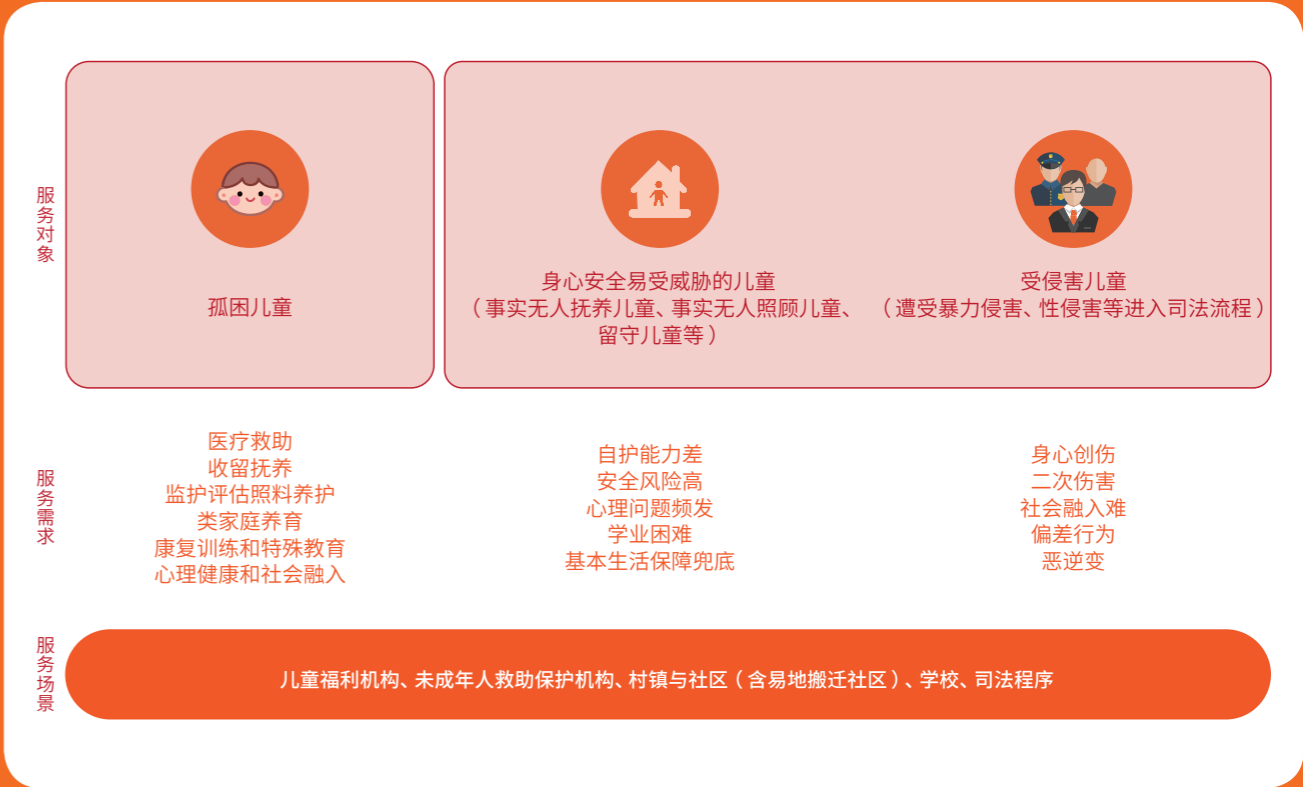 服务对象
孤困儿童
身心安全易受威胁的儿童
（事实无人抚养儿童、事实无人照顾儿童、
留守儿童等）
受侵害儿童
（遭受暴力侵害、性侵害等进入司法流程）
服务需求
医疗救助
收留抚养
监护评估照料养护
类家庭养育
康复训练和特殊教育
心理健康和社会融入
自护能力差
安全风险高
心理问题频发
学业困难
基本生活保障兜底
身心创伤
二次伤害
社会融入难
偏差行为
恶逆变
服务场景
儿童福利机构、未成年人救助保护机构、村镇与社区（含易地搬迁社区）、学校、司法程序